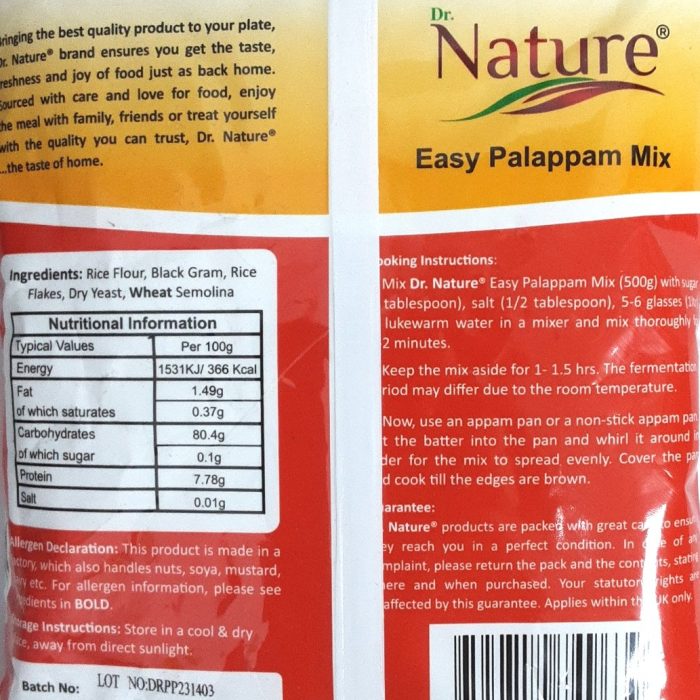 Bringing the best quality product to your plate,
Dr. Nature® brand ensures you get the taste,
freshness and joy of food just as back home.
Sourced with care and love for food, enjoy
the meal with family, friends or treat yourself
with the quality you can trust, Dr. Nature®
...the taste of home.
Ingredients: Rice Flour, Black Gram, Rice
Flakes, Dry Yeast, Wheat Semolina
Nutritional Information
Typical Values Per 100g
Energy 1531KJ/ 366 Kcal
Fat 1.49g
of which saturates 0.37g
Carbohydrates 80.4g
of which sugar 0.1g
Protein 7.78g
Salt 0.01g
Allergen Declaration: This product is made in a
factory, which also handles nuts, soya, mustard,
etc. For allergen information, please see
ingredients in BOLD.
Storage Instructions: Store in a cool & dry
place, away from direct sunlight.
Batch No: LOT NO:DRPP231403
Dr.
Nature®
Easy Palappam Mix
ooking Instructions:
Mix Dr. Nature® Easy Palappam Mix (500g) with sugar
tablespoon), salt (1/2 tablespoon), 5-6 glasses
lukewarm water in a mixer and mix thoroughly
2 minutes.
Keep the mix aside for 1- 1.5 hrs. The fermentation
riod may differ due to the room temperature.
Now, use an appam pan or a non-stick appam pan
t the batter into the pan and whirl it around in
der for the mix to spread evenly. Cover the pan
d cook till the edges are brown.
arantee:
Nature® products are packed with great care to ensu
ey reach you in a perfect condition. In case of any
mplaint, please return the pack and the contents, stating
ere and when purchased. Your statutory rights are
affected by this guarantee. Applies within the UK only.